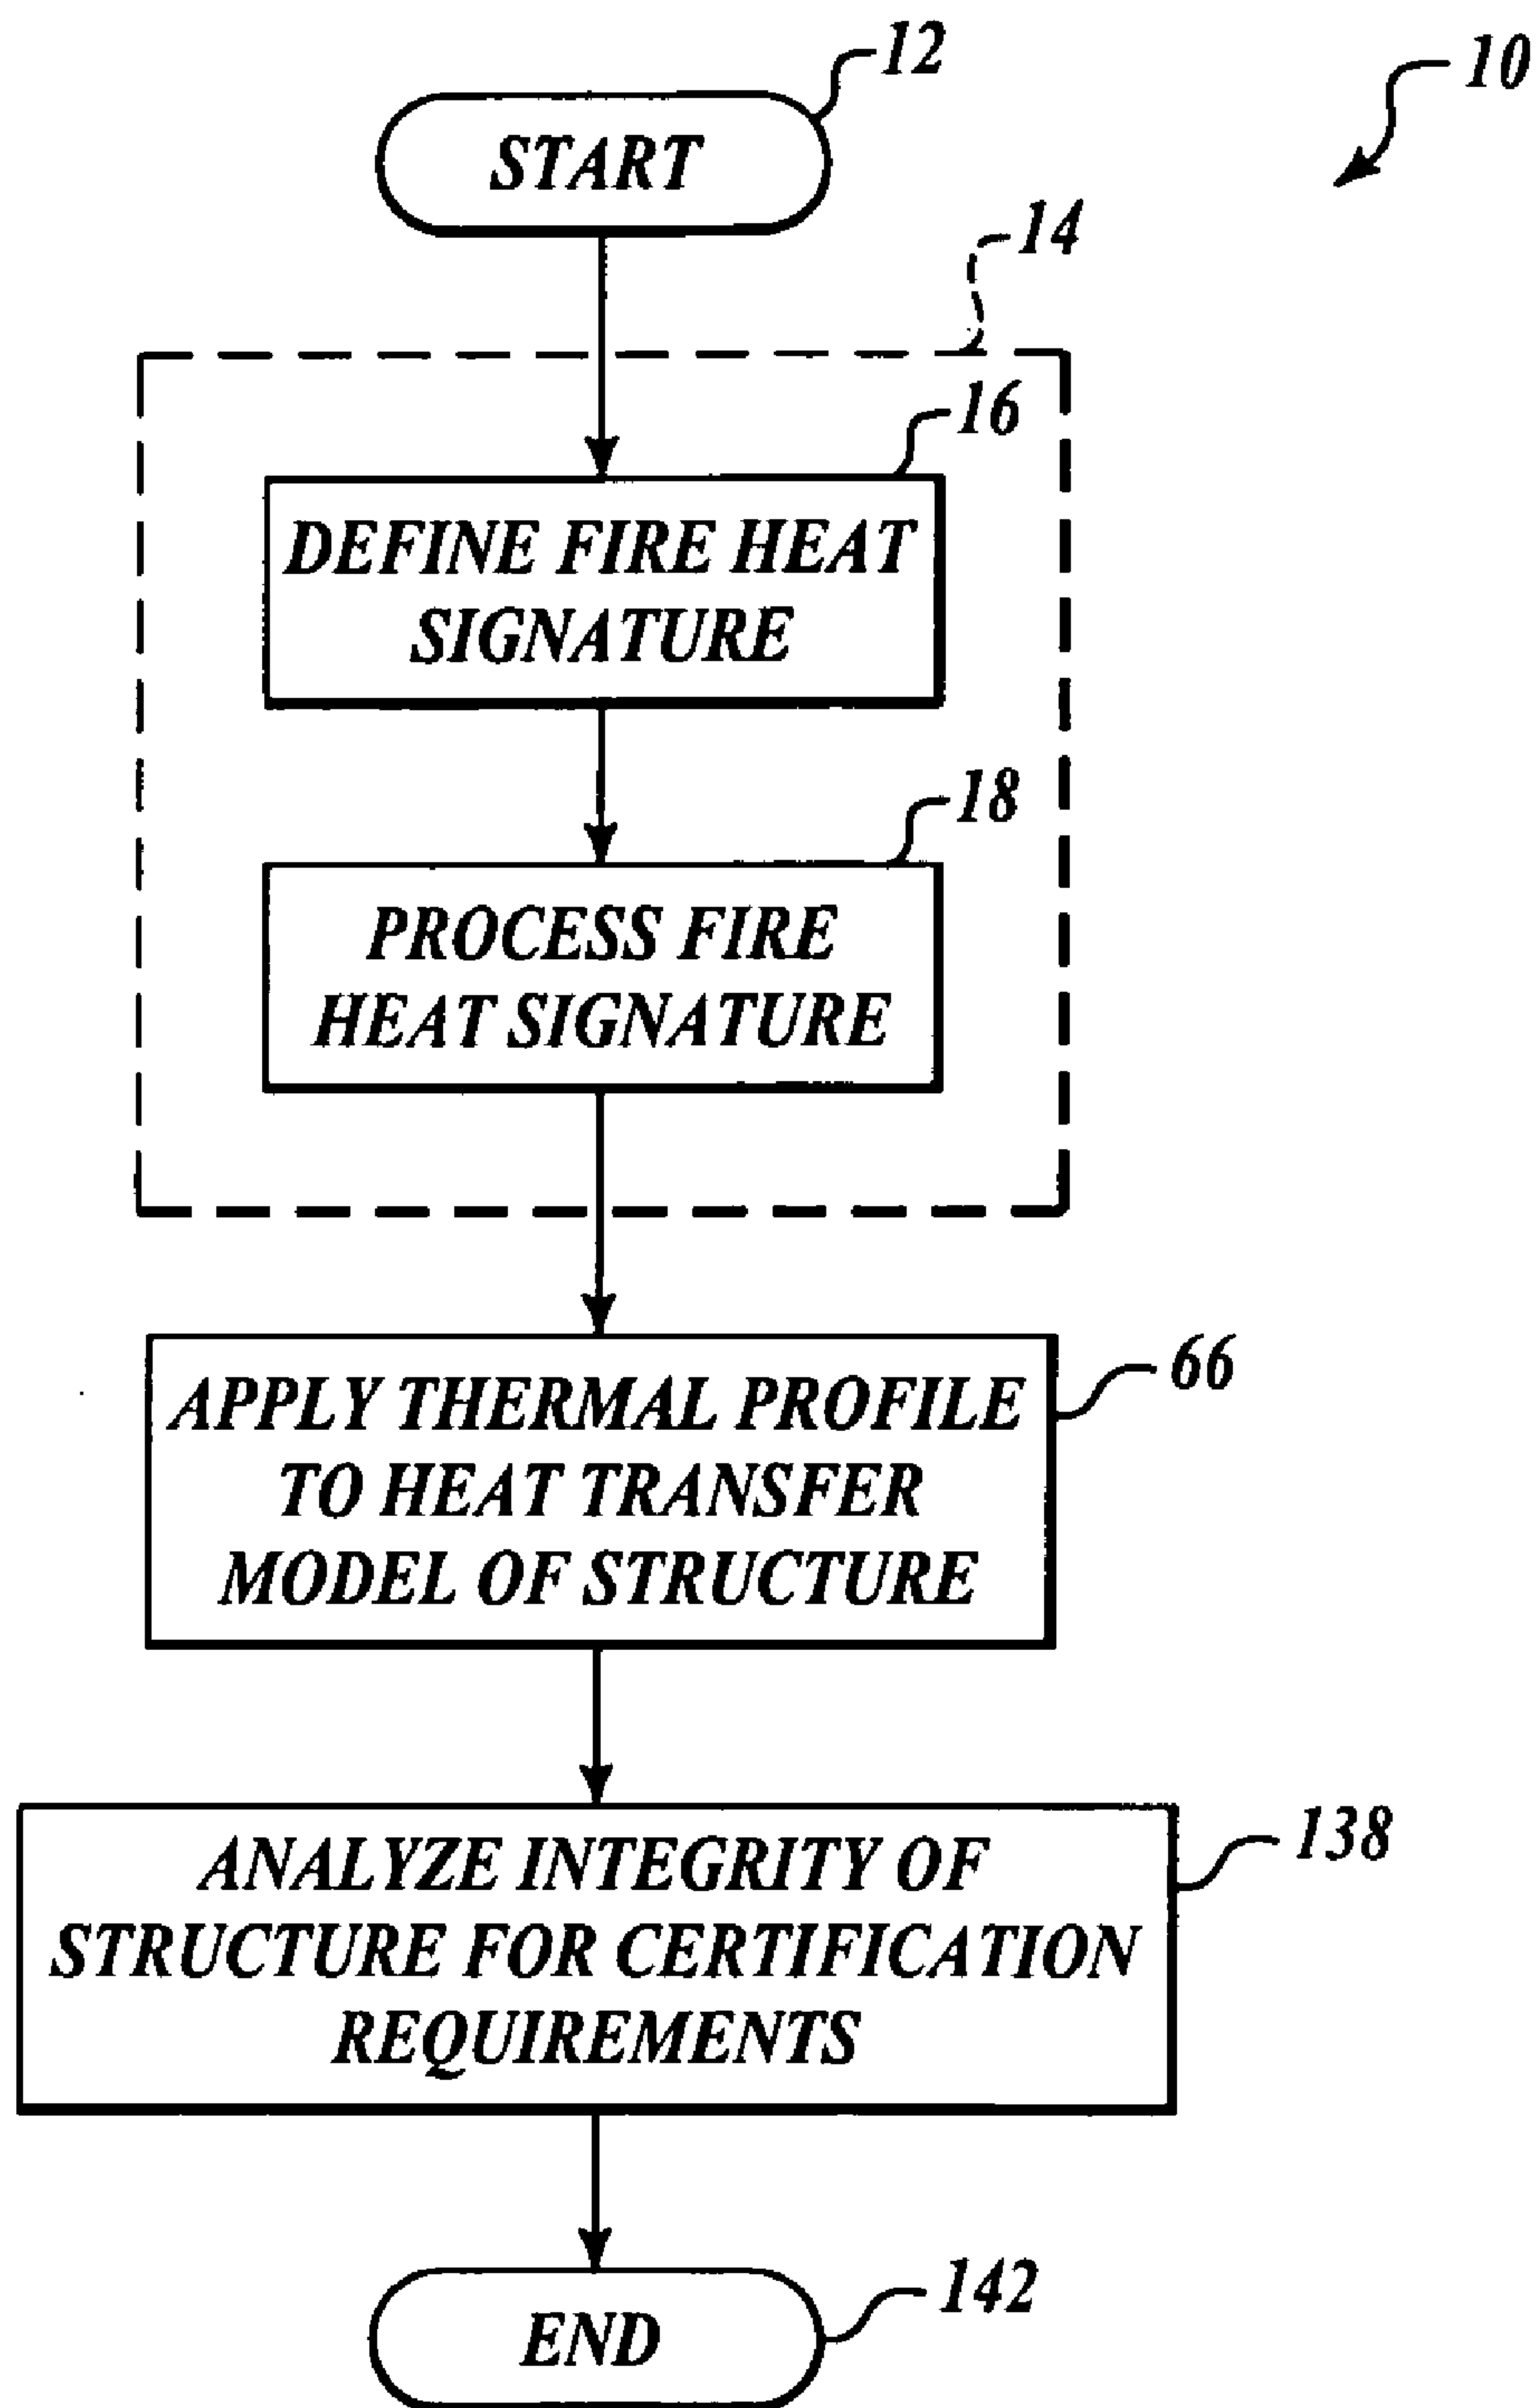 12
10
START
14
16
DEFINE FIRE HEAT
SIGNATURE
18
PROCESS FIRE
HEAT SIGNATURE
66
APPLY THERMAL PROFILE
TO HEAT TRANSFER
MODEL OF STRUCTURE
138
ANALYZE INTEGRITY OF
STRUCTURE FOR CERTIFICATION
REQUIREMENTS
142
END